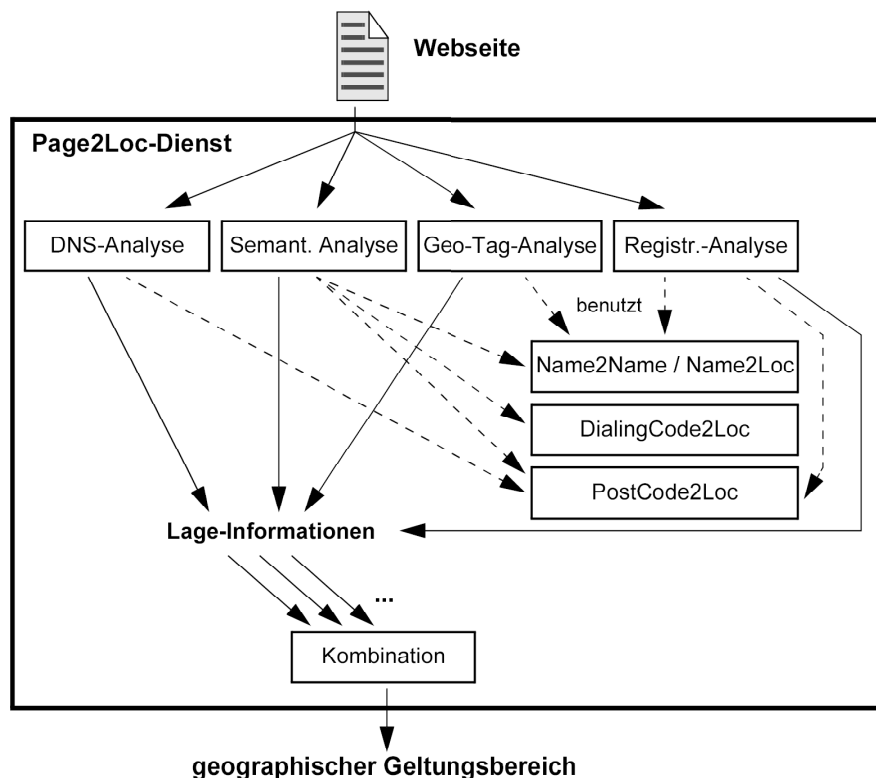 Webseite
Page2Loc-Dienst
DNS-Analyse
Semant. Analyse
Geo-Tag-Analyse
Registr.-Analyse
benutzt
Name2Name / Name2Loc
DialingCode2Loc
PostCode2Loc
Lage-Informationen
...
Kombination
geographischer Geltungsbereich